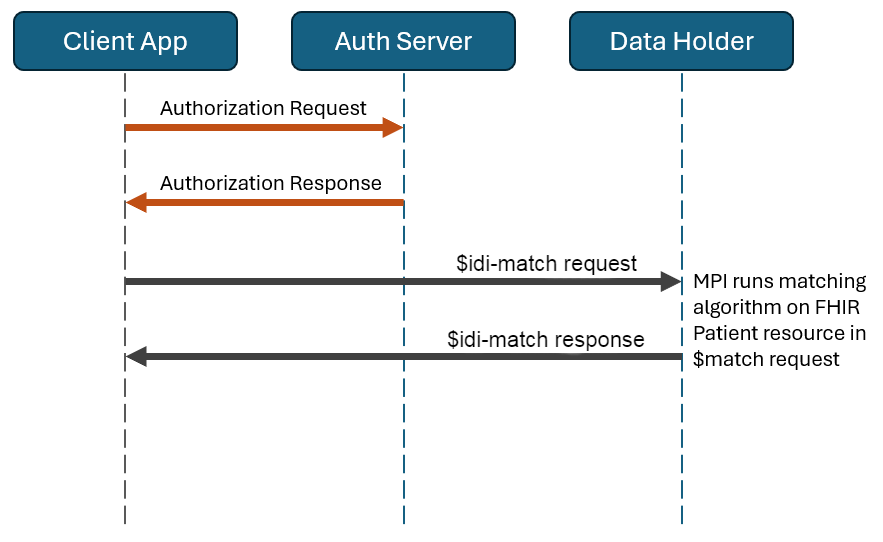 Client App
Auth Server
Data Holder
Authorization Request
Authorization Response
$idi-match request
MPI runs matching
algorithm on FHIR
Patient resource in
$match request
$idi-match response